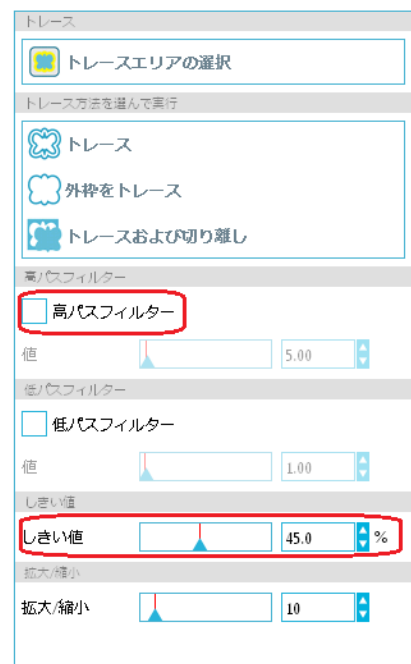 トレース
トレースエリアの選択
トレース方法を選んで実行
トレース
外枠をトレース
トレースおよび切り離し
高パスフィルター
高パスフィルター
値 5.00
低パスフィルター
低パスフィルター
値 1.00
しきい値
しきい値 45.0 %
拡大/縮小
拡大/縮小 10